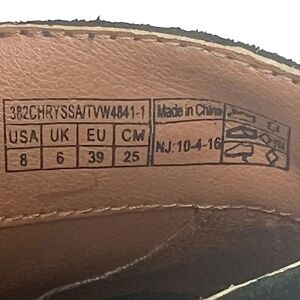 382CHRYSSA/TVW4841-1
USA UK EU CM
8 6 39 25
Made in China
NJ:10-4-16